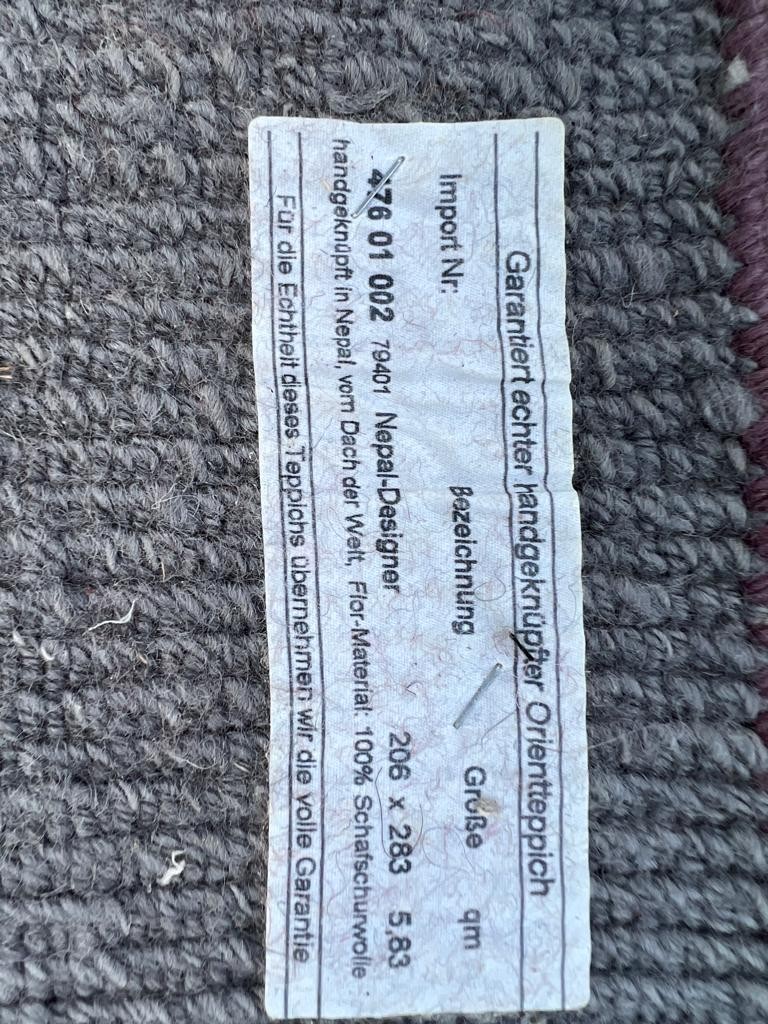 Garantiert echter handgeknüpfter Orientteppich
Import Nr: Bezeichnung Größe qm
476 01 002 79401 Nepal-Designer 206 x 283 5,83
handgeknüpft in Nepal, vom Dach der Welt, Flor-Material: 100% Schafschurwolle -
Für die Echtheit dieses Teppichs übernehmen wir die volle Garantie